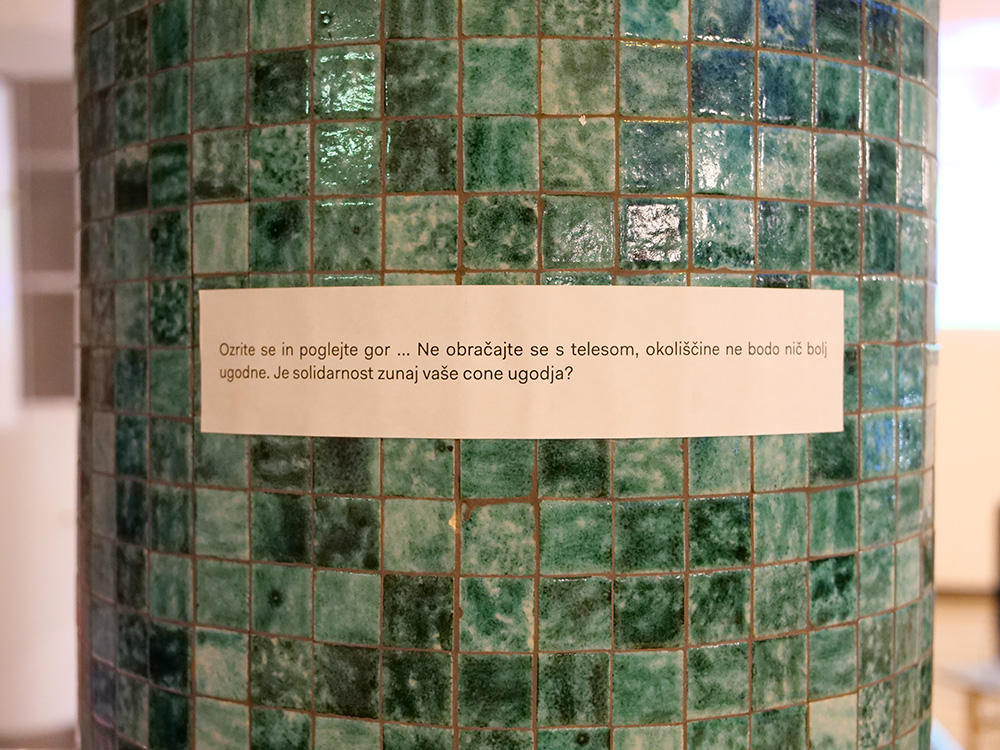 Ozrite se in poglejte gor ... Ne obračajte se s telesom, okoliščine ne bodo nič bolj
ugodne. Je solidarnost zunaj vaše cone ugodja?